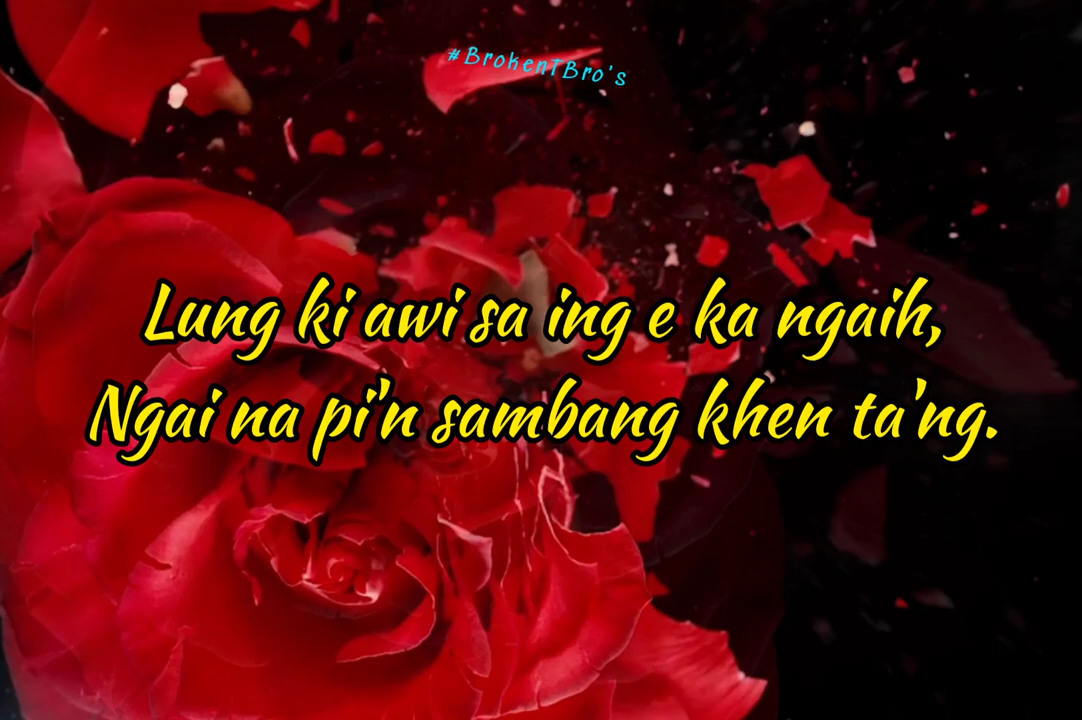 #BrokenTBro's
Lung ki awi sa ing e ka ngaih,
Ngai na pi'n sambang khen ta'ng.